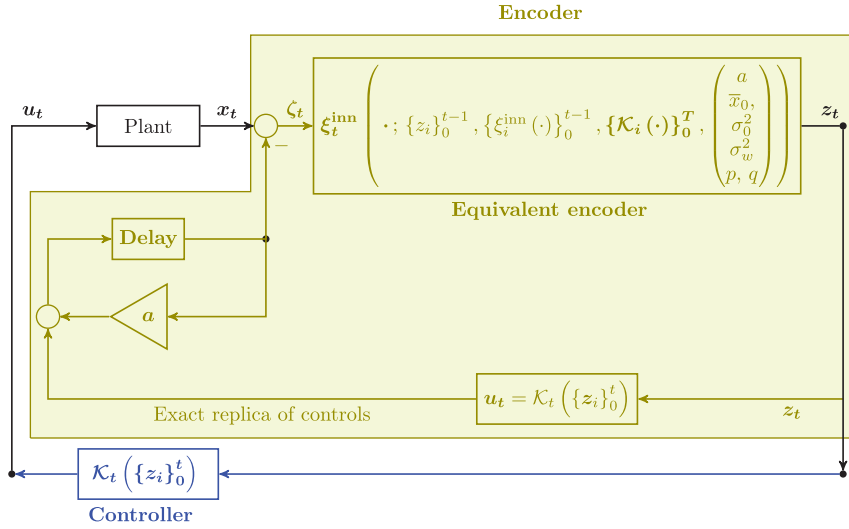 Encoder
u_t
Plant
x_t
ζ_t
−
ξ_t^inn ( · ; {z_i}_0^{t−1} , {ξ_i^inn (·)}_0^{t−1} , {𝒦_i (·)}_0^T , ( a
x̅_0,
σ_0^2
σ_w^2
p, q ) )
z_t
Equivalent encoder
Delay
a
u_t = 𝒦_t ({z_i}_0^t)
Exact replica of controls
z_t
𝒦_t ({z_i}_0^t)
Controller